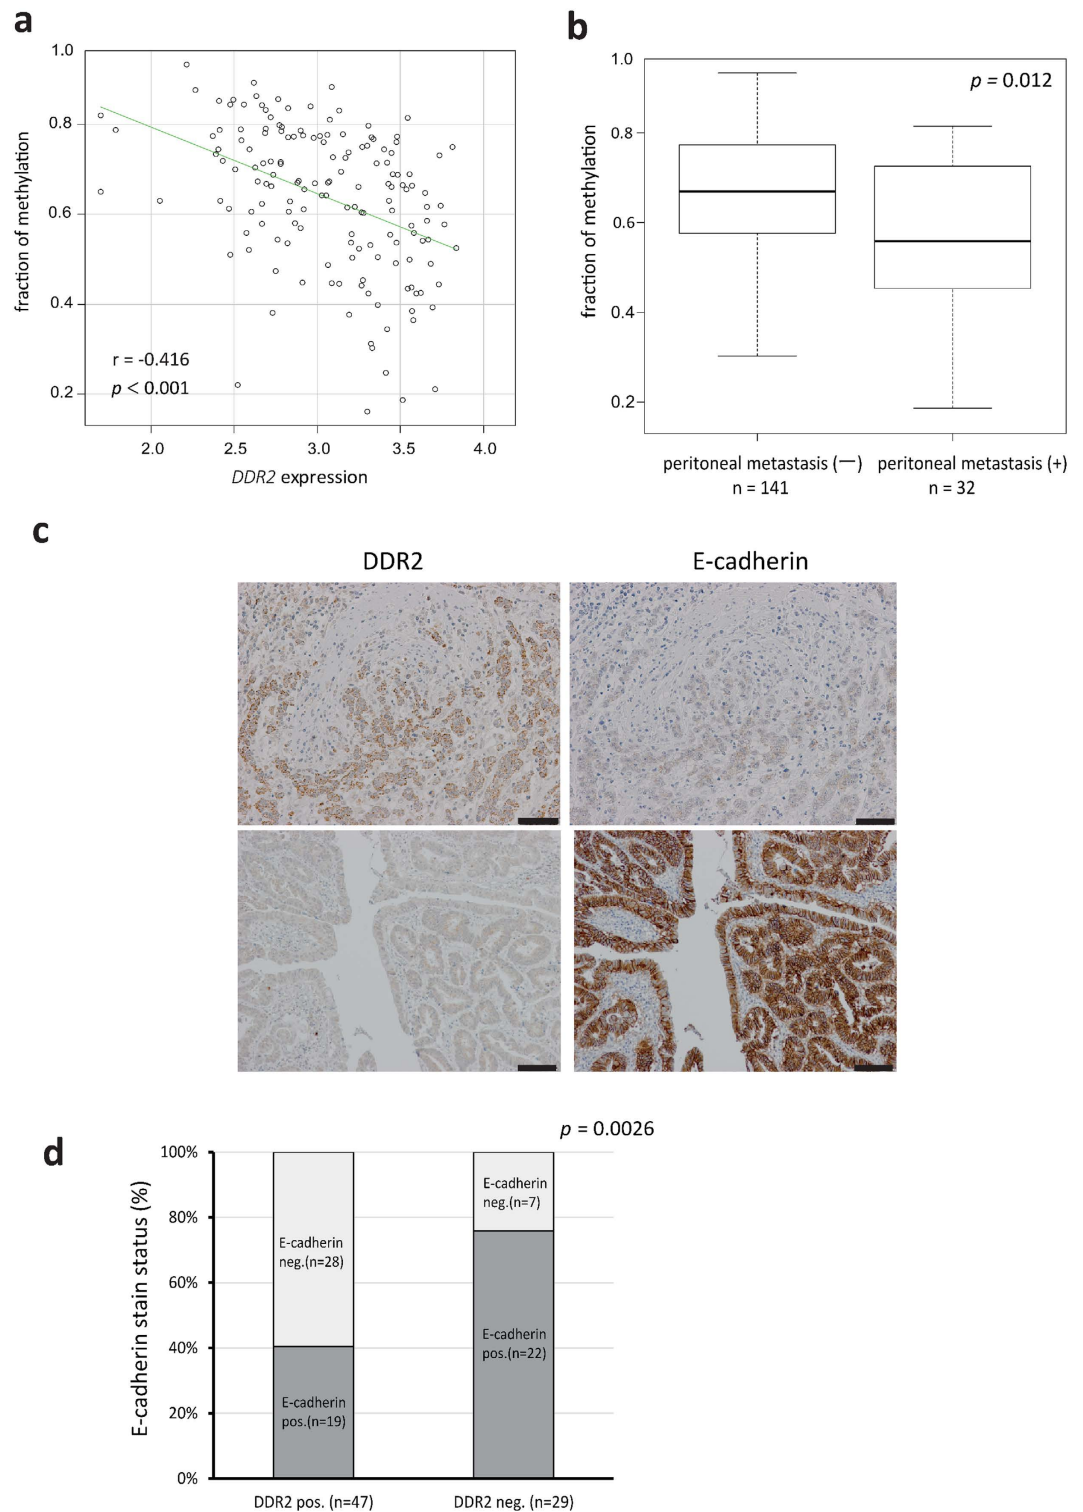 a
1.0
0.8
0.6
0.4
0.2
fraction of methylation
r = -0.416
p < 0.001
2.0 2.5 3.0 3.5 4.0
DDR2 expression
b
1.0
0.8
0.6
0.4
0.2
fraction of methylation
p = 0.012
peritoneal metastasis (—) peritoneal metastasis (+)
n = 141 n = 32
c
DDR2 E-cadherin
d
p = 0.0026
E-cadherin stain status (%)
100%
80%
60%
40%
20%
0%
E-cadherin
neg.(n=28)
E-cadherin
pos.(n=19)
E-cadherin
neg.(n=7)
E-cadherin
pos.(n=22)
DDR2 pos. (n=47) DDR2 neg. (n=29)